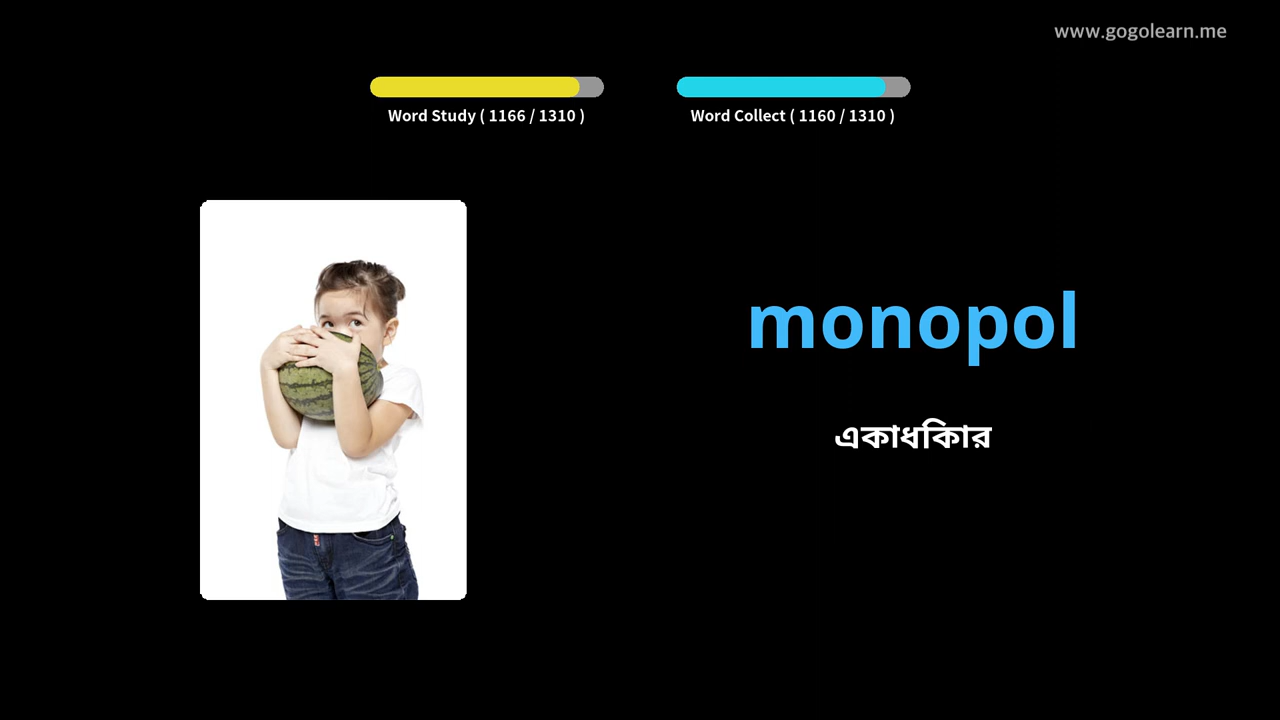 www.gogolearn.me
Word Study ( 1166 / 1310 )
Word Collect ( 1160 / 1310 )
monopol
একাধিকার